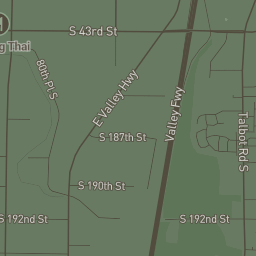 S 43rd St
g Thai
80th Pl S
E Valley Hwy
Valley Fwy
Talbot Rd S
S 187th St
S 190th St
S 192nd St
S 192nd St